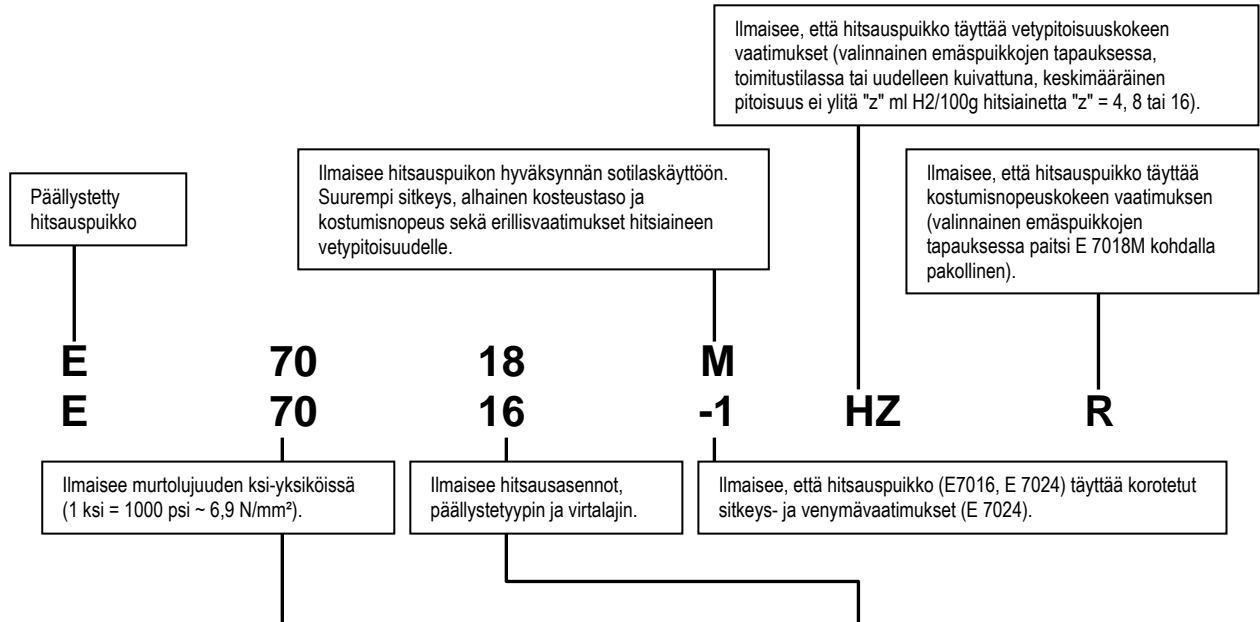 Ilmaisee, että hitsauspuikko täyttää vetypitoisuuskokeen
vaatimukset (valinnainen emäspuikkojen tapauksessa,
toimitustilassa tai uudelleen kuivattuna, keskimääräinen
pitoisuus ei ylitä "z" ml H2/100g hitsiainetta "z" = 4, 8 tai 16).
Päällystetty
hitsauspuikko
Ilmaisee hitsauspuikon hyväksynnän sotilaskäyttöön.
Suurempi sitkeys, alhainen kosteustaso ja
kostumisnopeus sekä erillisvaatimukset hitsiaineen
vetypitoisuudelle.
Ilmaisee, että hitsauspuikko täyttää
kostumisnopeuskokeen vaatimuksen
(valinnainen emäspuikkojen
tapauksessa paitsi E 7018M kohdalla
pakollinen).
E 70 18 M
E 70 16 -1 HZ R
Ilmaisee murtolujuuden ksi-yksiköissä
(1 ksi = 1000 psi ~ 6,9 N/mm²).
Ilmaisee hitsausasennot,
päällystetyypin ja virtalajin.
Ilmaisee, että hitsauspuikko (E7016, E 7024) täyttää korotetut
sitkeys- ja venymävaatimukset (E 7024).